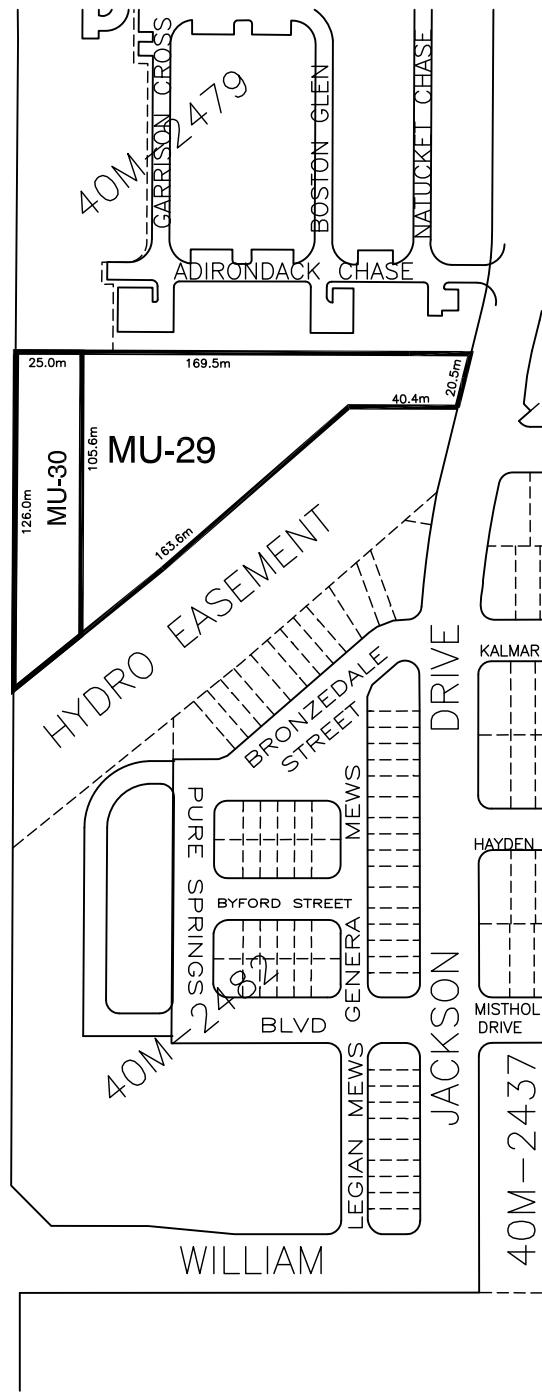 GARRISON CROSS
BOSTON GLEN
NATUCKET CHASE
40M-2479
ADIRONDACK CHASE
25.0m
169.5m
20.5m
40.4m
105.6m
MU-29
MU-30
126.0m
163.6m
HYDRO EASEMENT
DRIVE
KALMAR
BRONZEDALE
STREET
MEWS
PURE SPRINGS
HAYDEN
BYFORD STREET
GENERA
40M-2482
BLVD
JACKSON
MISTHOL
DRIVE
LEGIAN MEWS
40M-2437
WILLIAM